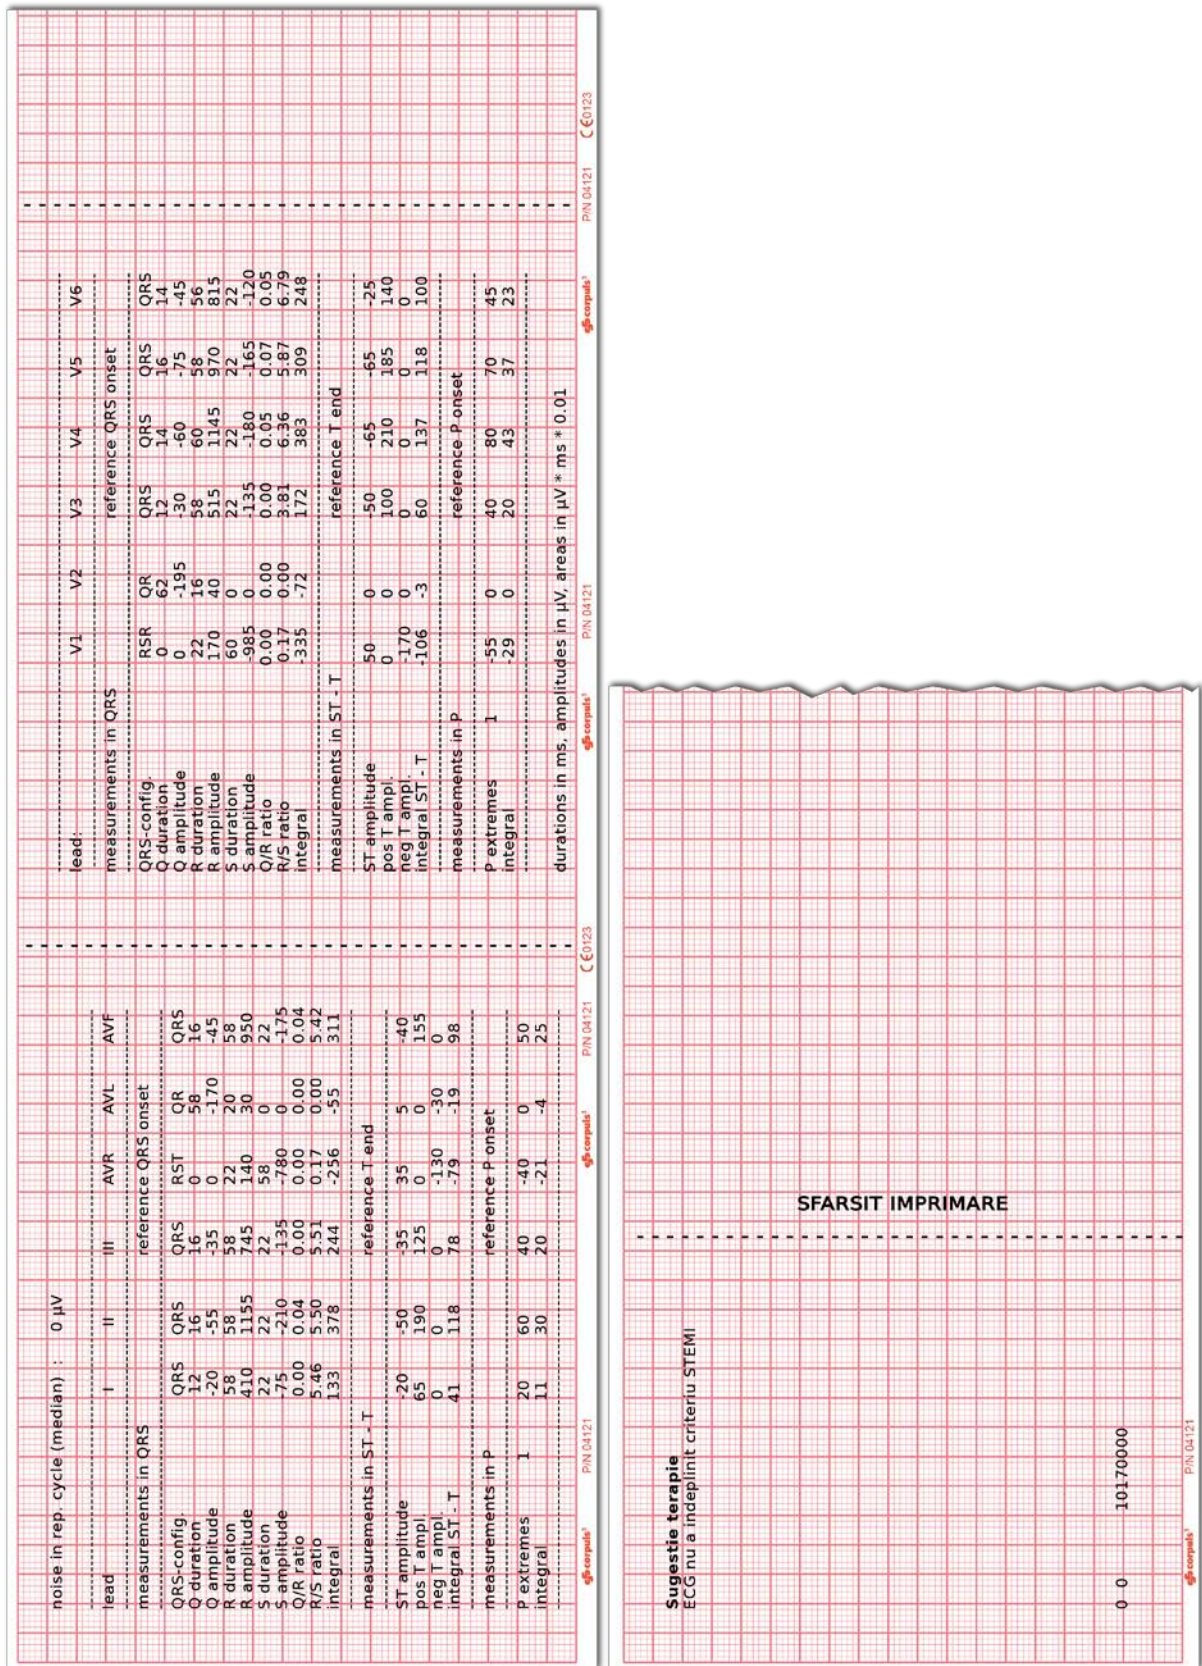 noise in rep. cycle (median) : 0 µV
lead I II III AVR AVL AVF
measurements in QRS reference QRS onset
QRS-config. QRS QRS QRS RST QR QRS
Q duration 12 16 16 0 58 16
Q amplitude -20 -55 -35 0 -170 -45
R duration 58 58 58 22 20 58
R amplitude 410 1155 745 140 30 950
S duration 22 22 22 58 0 22
S amplitude -75 -210 -135 -780 0 -175
Q/R ratio 0.00 0.04 0.00 0.00 0.00 0.04
R/S ratio 5.46 5.50 5.51 0.17 0.00 5.42
integral 133 378 244 -256 -55 311
measurements in ST - T reference T end
ST amplitude -20 -50 -35 35 5 -40
pos T ampl. 65 190 125 0 0 155
neg T ampl. 0 0 0 -130 -30 0
integral ST - T 41 118 78 -79 -19 98
measurements in P reference P onset
P extremes 1 20 60 40 -40 0 50
integral 11 30 20 -21 -4 25
corpuls³ P/N 04121 corpuls³ P/N 04121 C€0123
lead: V1 V2 V3 V4 V5 V6
measurements in QRS reference QRS onset
QRS-config. RSR QR QRS QRS QRS QRS
Q duration 0 62 12 14 16 14
Q amplitude 0 -195 -30 -60 -75 -45
R duration 22 16 58 60 58 56
R amplitude 170 40 515 1145 970 815
S duration 60 0 22 22 22 22
S amplitude -985 0 -135 -180 -165 -120
Q/R ratio 0.00 0.00 0.00 0.05 0.07 0.05
R/S ratio 0.17 0.00 3.81 6.36 5.87 6.79
integral -335 -72 172 383 309 248
measurements in ST - T reference T end
ST amplitude 50 0 -50 -65 -65 -25
pos T ampl. 0 0 100 210 185 140
neg T ampl. -170 0 0 0 0 0
integral ST - T -106 -3 60 137 118 100
measurements in P reference P onset
P extremes 1 -55 0 40 80 70 45
integral -29 0 20 43 37 23
durations in ms, amplitudes in µV, areas in µV * ms * 0.01
corpuls³ P/N 04121 corpuls³ P/N 04121 C€0123
Sugestie terapie
ECG nu a indeplinit criteriu STEMI
SFARSIT IMPRIMARE
0 0 10170000
corpuls³ P/N 04121